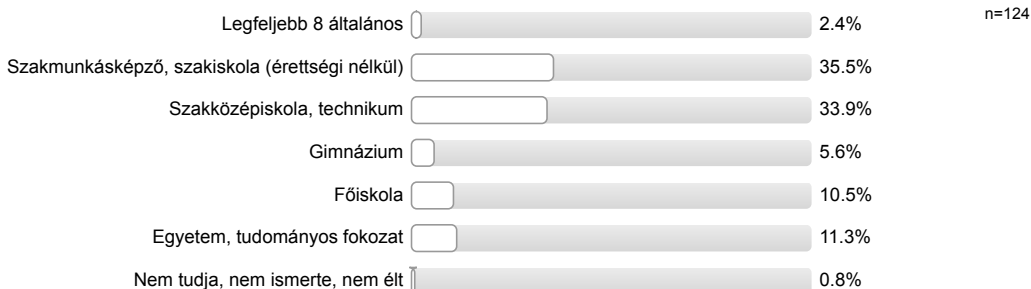 n=124
Legfeljebb 8 általános 2.4%
Szakmunkásképző, szakiskola (érettségi nélkül) 35.5%
Szakközépiskola, technikum 33.9%
Gimnázium 5.6%
Főiskola 10.5%
Egyetem, tudományos fokozat 11.3%
Nem tudja, nem ismerte, nem élt 0.8%